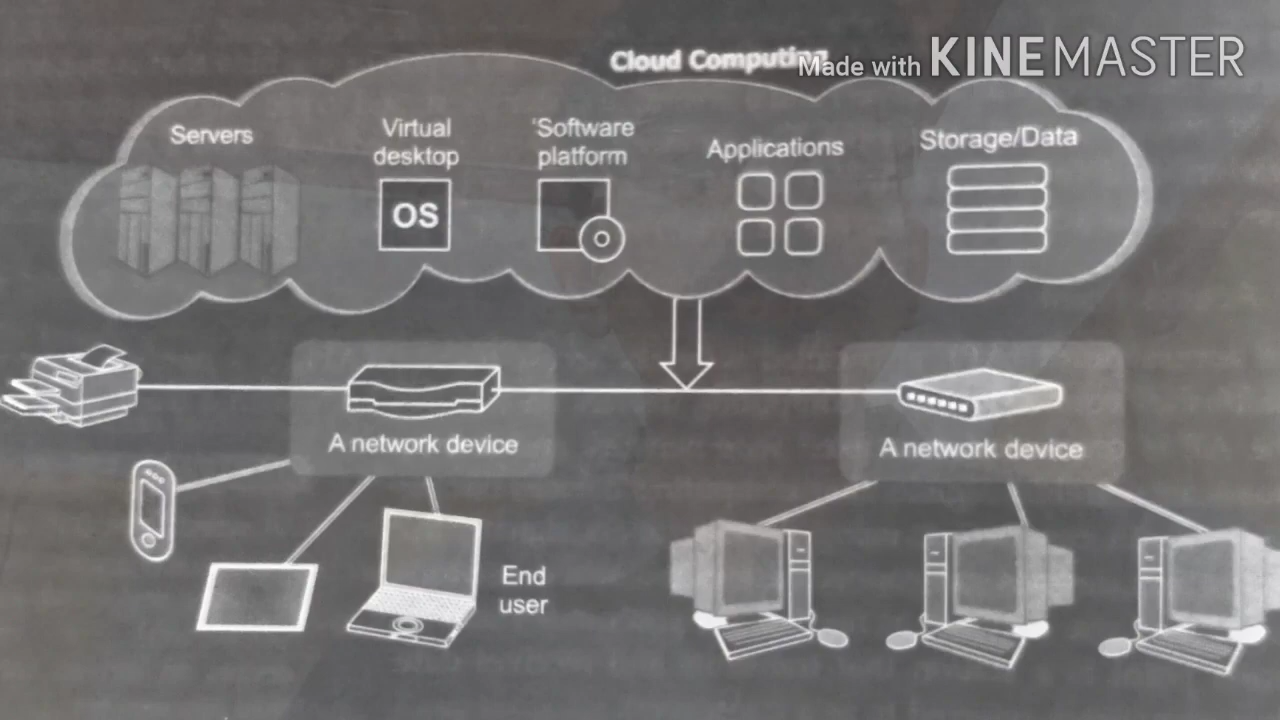 Cloud Computing
Made with KINEMASTER
Servers
Virtual
desktop
'Software
platform
Applications
Storage/Data
OS
A network device
A network device
End
user